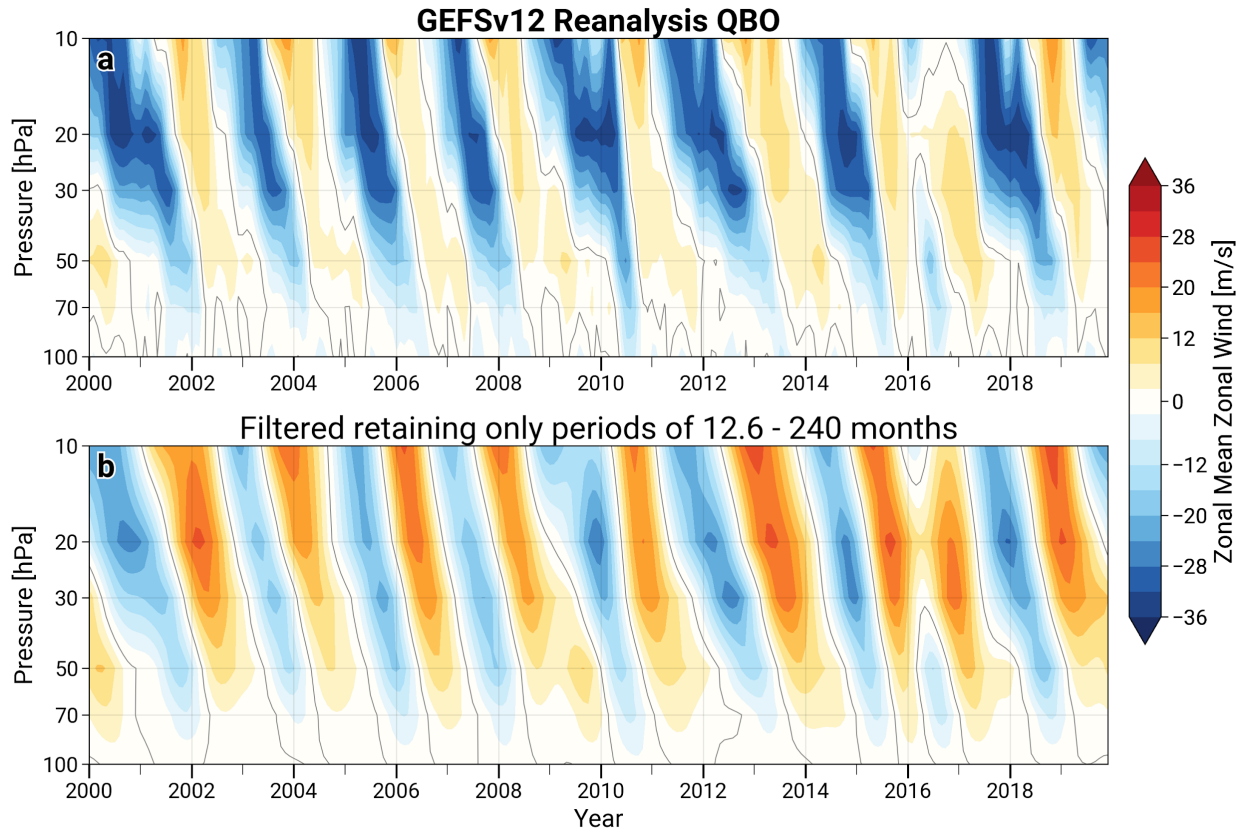 GEFSv12 Reanalysis QBO
a
10
20
30
50
70
100
Pressure [hPa]
2000 2002 2004 2006 2008 2010 2012 2014 2016 2018
Filtered retaining only periods of 12.6 - 240 months
b
10
20
30
50
70
100
Pressure [hPa]
2000 2002 2004 2006 2008 2010 2012 2014 2016 2018
Year
36
28
20
12
0
−12
−20
−28
−36
Zonal Mean Zonal Wind [m/s]